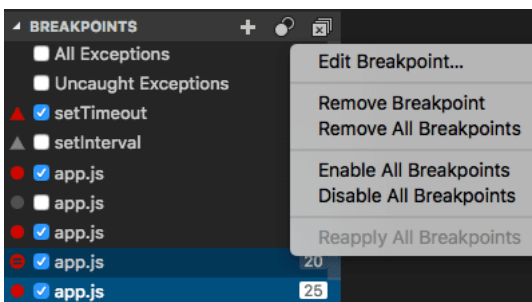 BREAKPOINTS
All Exceptions
Uncaught Exceptions
setTimeout
setInterval
app.js
app.js
app.js
app.js 20
app.js 25
Edit Breakpoint...
Remove Breakpoint
Remove All Breakpoints
Enable All Breakpoints
Disable All Breakpoints
Reapply All Breakpoints